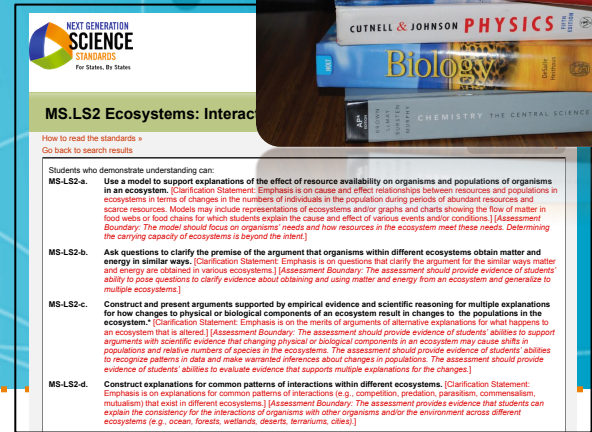 NEXT GENERATION
SCIENCE
STANDARDS
For States, By States
CUTNELL & JOHNSON PHYSICS FIFTH EDITION
HOLT Biology
AP* EDITION BROWN LEMAY BURSTEN MURPHY CHEMISTRY THE CENTRAL SCIENCE
MS.LS2 Ecosystems: Interac
How to read the standards »
Go back to search results
Students who demonstrate understanding can:
MS-LS2-a. Use a model to support explanations of the effect of resource availability on organisms and populations of organisms
in an ecosystem. [Clarification Statement: Emphasis is on cause and effect relationships between resources and populations in
ecosystems in terms of changes in the numbers of individuals in the population during periods of abundant resources and
scarce resources. Models may include representations of ecosystems and/or graphs and charts showing the flow of matter in
food webs or food chains for which students explain the cause and effect of various events and/or conditions.] [Assessment
Boundary: The model should focus on organisms' needs and how resources in the ecosystem meet these needs. Determining
the carrying capacity of ecosystems is beyond the intent.]
MS-LS2-b. Ask questions to clarify the premise of the argument that organisms within different ecosystems obtain matter and
energy in similar ways. [Clarification Statement: Emphasis is on questions that clarify the argument for the similar ways matter
and energy are obtained in various ecosystems.] [Assessment Boundary: The assessment should provide evidence of students'
ability to pose questions to clarify evidence about obtaining and using matter and energy from an ecosystem and generalize to
multiple ecosystems.]
MS-LS2-c. Construct and present arguments supported by empirical evidence and scientific reasoning for multiple explanations
for how changes to physical or biological components of an ecosystem result in changes to the populations in the
ecosystem.* [Clarification Statement: Emphasis is on the merits of arguments of alternative explanations for what happens to
an ecosystem that is altered.] [Assessment Boundary: The assessment should provide evidence of students' abilities to support
arguments with scientific evidence that changing physical or biological components in an ecosystem may cause shifts in
populations and relative numbers of species in the ecosystems. The assessment should provide evidence of students' abilities
to recognize patterns in data and make warranted inferences about changes in populations. The assessment should provide
evidence of students' abilities to evaluate evidence that supports multiple explanations for the changes.]
MS-LS2-d. Construct explanations for common patterns of interactions within different ecosystems. [Clarification Statement:
Emphasis is on explanations for common patterns of interactions (e.g., competition, predation, parasitism, commensalism,
mutualism) that exist in different ecosystems.] [Assessment Boundary: The assessment provides evidence that students can
explain the consistency for the interactions of organisms with other organisms and/or the environment across different
ecosystems (e.g., ocean, forests, wetlands, deserts, terrariums, cities).]